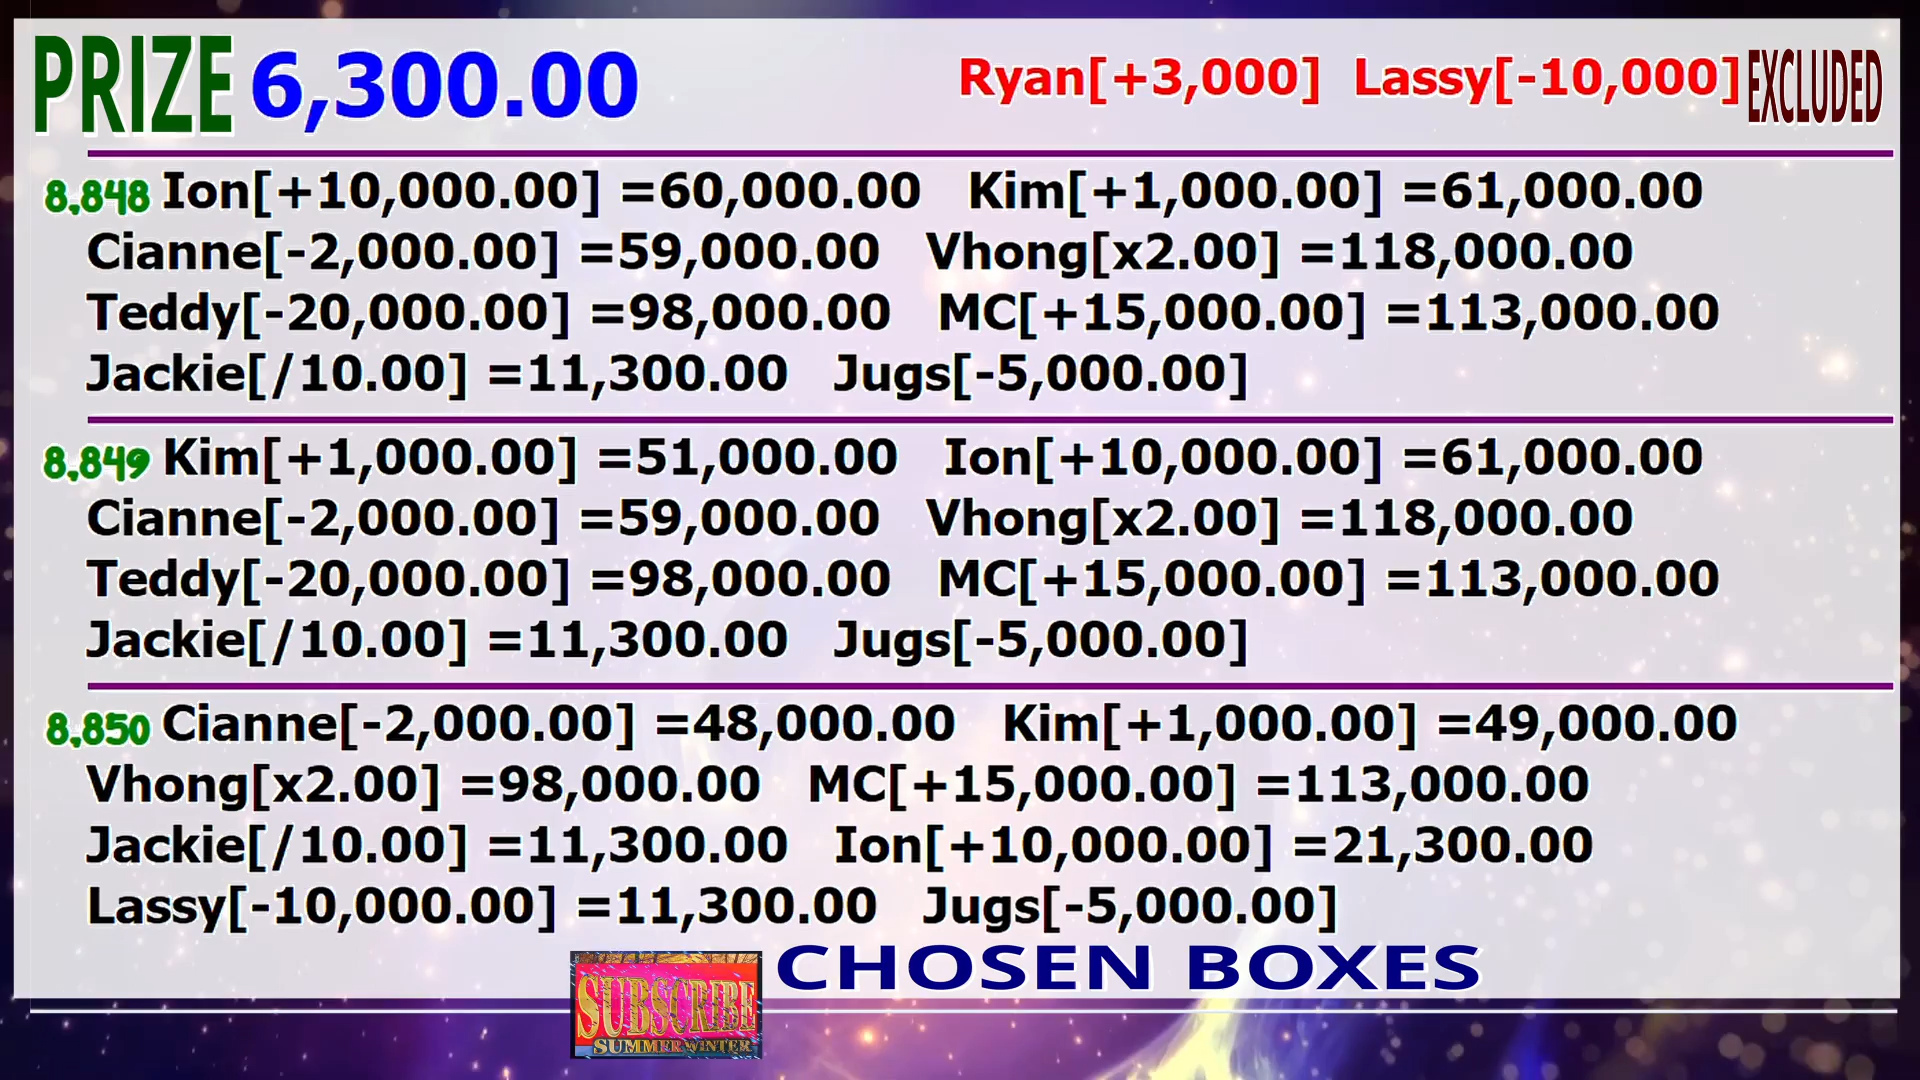 PRIZE 6,300.00 Ryan[+3,000] Lassy[-10,000] EXCLUDED
8,848 Ion[+10,000.00] =60,000.00 Kim[+1,000.00] =61,000.00
Cianne[-2,000.00] =59,000.00 Vhong[x2.00] =118,000.00
Teddy[-20,000.00] =98,000.00 MC[+15,000.00] =113,000.00
Jackie[/10.00] =11,300.00 Jugs[-5,000.00]
8,849 Kim[+1,000.00] =51,000.00 Ion[+10,000.00] =61,000.00
Cianne[-2,000.00] =59,000.00 Vhong[x2.00] =118,000.00
Teddy[-20,000.00] =98,000.00 MC[+15,000.00] =113,000.00
Jackie[/10.00] =11,300.00 Jugs[-5,000.00]
8,850 Cianne[-2,000.00] =48,000.00 Kim[+1,000.00] =49,000.00
Vhong[x2.00] =98,000.00 MC[+15,000.00] =113,000.00
Jackie[/10.00] =11,300.00 Ion[+10,000.00] =21,300.00
Lassy[-10,000.00] =11,300.00 Jugs[-5,000.00]
CHOSEN BOXES
SUBSCRIBE
SUMMER WINTER